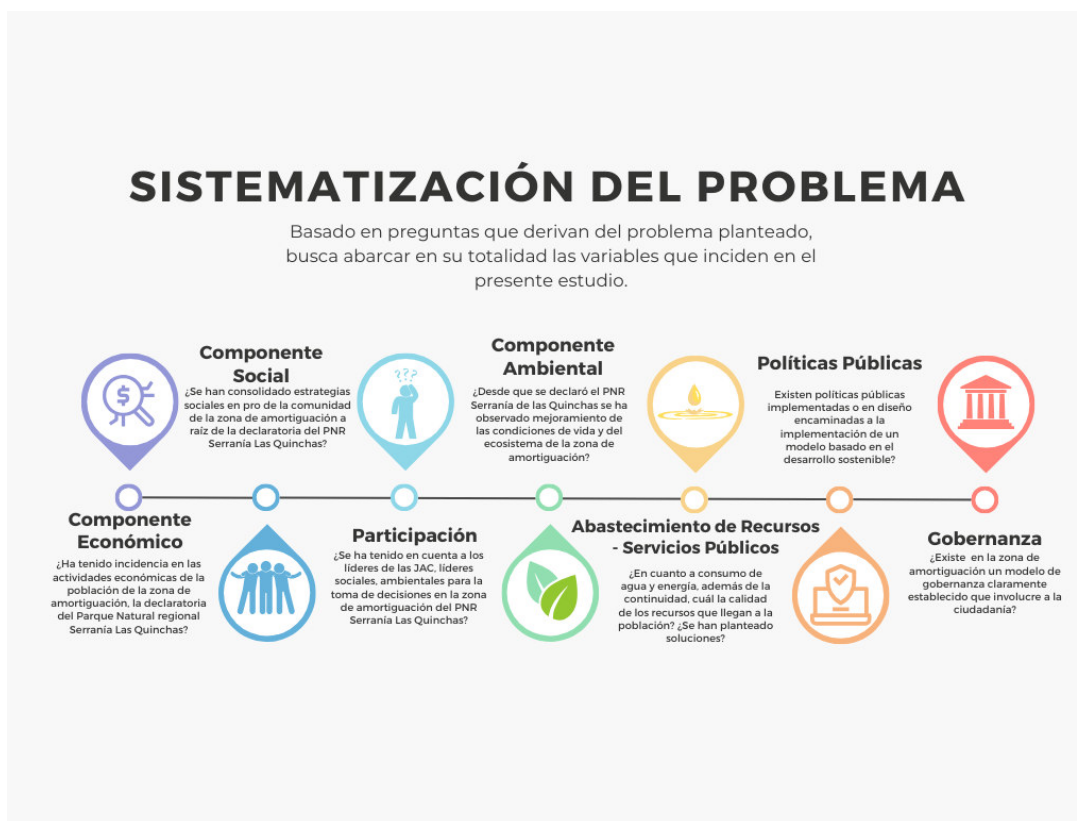 SISTEMATIZACIÓN DEL PROBLEMA
Basado en preguntas que derivan del problema planteado,
busca abarcar en su totalidad las variables que inciden en el
presente estudio.
Componente
Económico
¿Ha tenido incidencia en las
actividades económicas de la
población de la zona de
amortiguación, la declaratoria
del Parque Natural regional
Serranía Las Quinchas?
Componente
Social
¿Se han consolidado estrategias
sociales en pro de la comunidad
de la zona de amortiguación a
raíz de la declaratoria del PNR
Serranía Las Quinchas?
???
Participación
¿Se ha tenido en cuenta a los
líderes de las JAC, líderes
sociales, ambientales para la
toma de decisiones en la zona
de amortiguación del PNR
Serranía Las Quinchas?
Componente
Ambiental
¿Desde que se declaró el PNR
Serranía de las Quinchas se ha
observado mejoramiento de
las condiciones de vida y del
ecosistema de la zona de
amortiguación?
Abastecimiento de Recursos
- Servicios Públicos
¿En cuanto a consumo de
agua y energía, además de la
continuidad, cuál la calidad
de los recursos que llegan a la
población? ¿Se han planteado
soluciones?
Políticas Públicas
Existen políticas públicas
implementadas o en diseño
encaminadas a la
implementación de un
modelo basado en el
desarrollo sostenible?
Gobernanza
¿Existe en la zona de
amortiguación un modelo de
gobernanza claramente
establecido que involucre a la
ciudadanía?
$